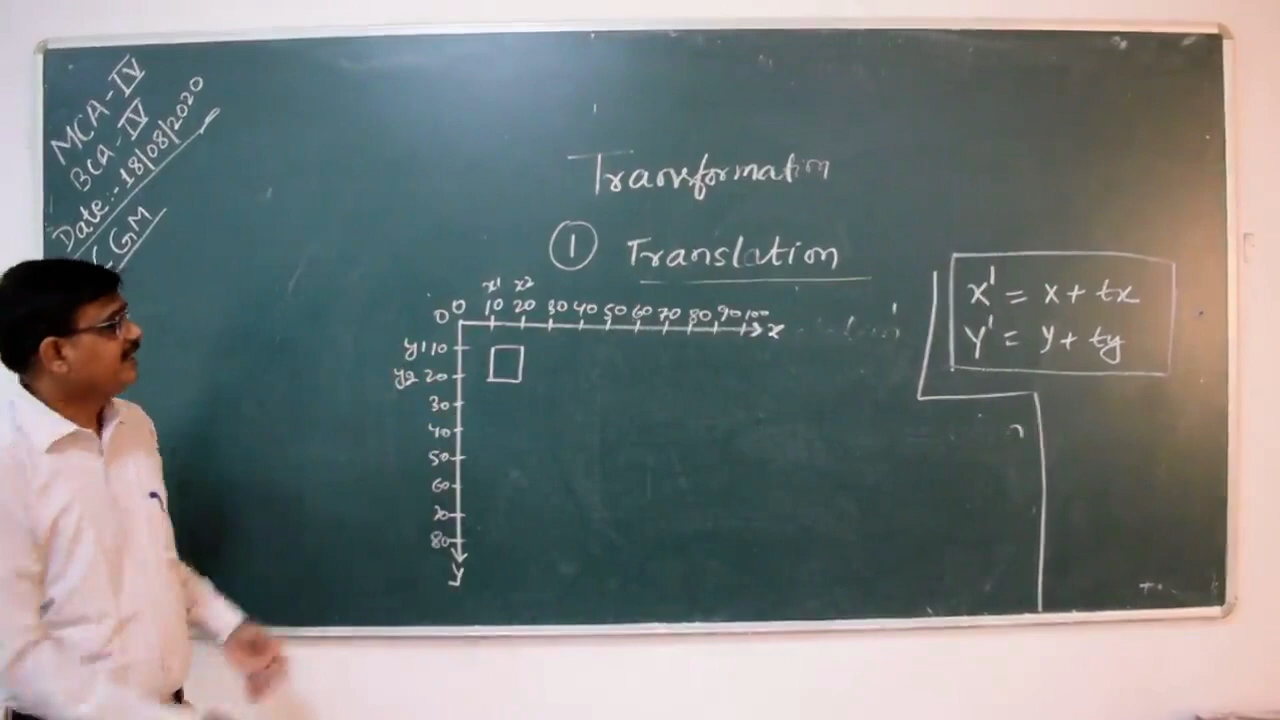 MCA-IV
BCA-IV
Date:-18/08/2020
CGM
Transformation
1 Translation
x1 x2
0 10 20 30 40 50 60 70 80 90 100 x
0
y1 10
y2 20
30
40
50
60
70
80
y
x' = x + tx
y' = y + ty